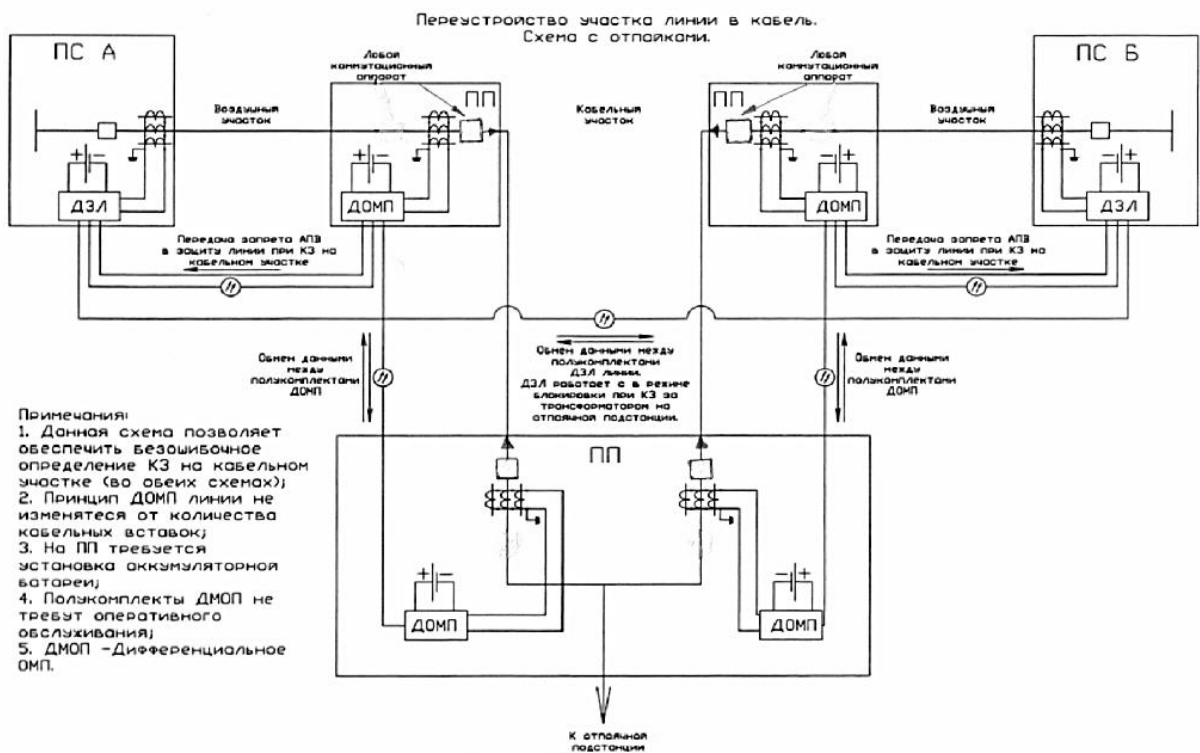 Переустройство участка линии в кабель.
Схема с отпайками.
ПС А
Воздушный
участок
Любой
коммутационный
аппарат
ПП
Кабельный
участок
Любой
коммутационный
аппарат
ПП
Воздушный
участок
ПС Б
+ -
ДЗЛ
+ -
ДОМП
+ -
ДОМП
+ -
ДЗЛ
Передача запрета АПВ
в защиту линии при КЗ на
кабельном участке
Передача запрета АПВ
в защиту линии при КЗ на
кабельном участке
Обмен данными
между
полукомплектами
ДОМП
Обмен данными между
полукомплектами
ДЗЛ линии.
ДЗЛ работает с в режиме
блокировки при КЗ за
трансформатором на
отпаячной подстанции.
Обмен данными
между
полукомплектами
ДОМП
Примечания:
1. Данная схема позволяет
обеспечить безошибочное
определение КЗ на кабельном
участке (во обеих схемах);
2. Принцип ДОМП линии не
изменятеся от количества
кабельных вставок;
3. На ПП требуется
установка аккумуляторной
батареи;
4. Полукомплекты ДМОП не
требут оперативного
обслуживания;
5. ДМОП -Дифференциальное
ОМП.
ПП
+ -
ДОМП
+ -
ДОМП
К отпаячной
подстанции